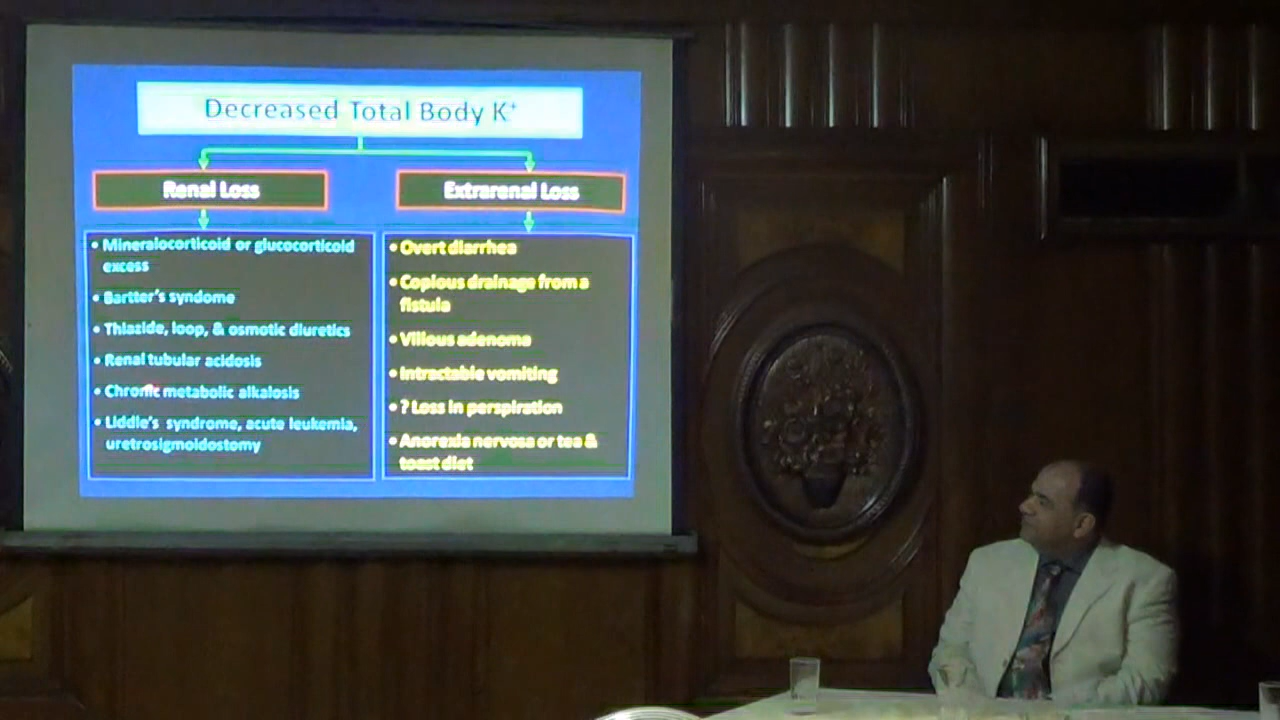 Decreased Total Body K⁺
Renal Loss
• Mineralocorticoid or glucocorticoid
excess
• Bartter's syndome
• Thiazide, loop, & osmotic diuretics
• Renal tubular acidosis
• Chronic metabolic alkalosis
• Liddle's syndrome, acute leukemia,
uretrosigmoidostomy
Extrarenal Loss
• Overt diarrhea
• Copious drainage from a
fistula
• Villous adenoma
• Intractable vomiting
• ? Loss in perspiration
• Anorexia nervosa or tea &
toast diet